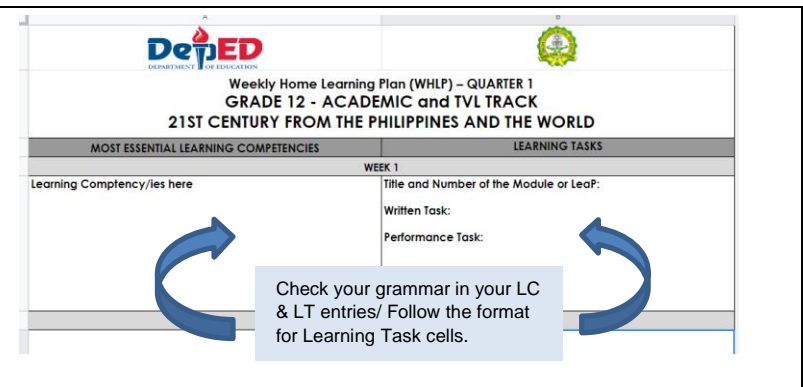 A
B
DepED
DEPARTMENT OF EDUCATION
Weekly Home Learning Plan (WHLP) – QUARTER 1
GRADE 12 - ACADEMIC and TVL TRACK
21ST CENTURY FROM THE PHILIPPINES AND THE WORLD
MOST ESSENTIAL LEARNING COMPETENCIES
LEARNING TASKS
WEEK 1
Learning Comptency/ies here
Title and Number of the Module or LeaP:
Written Task:
Performance Task:
Check your grammar in your LC
& LT entries/ Follow the format
for Learning Task cells.